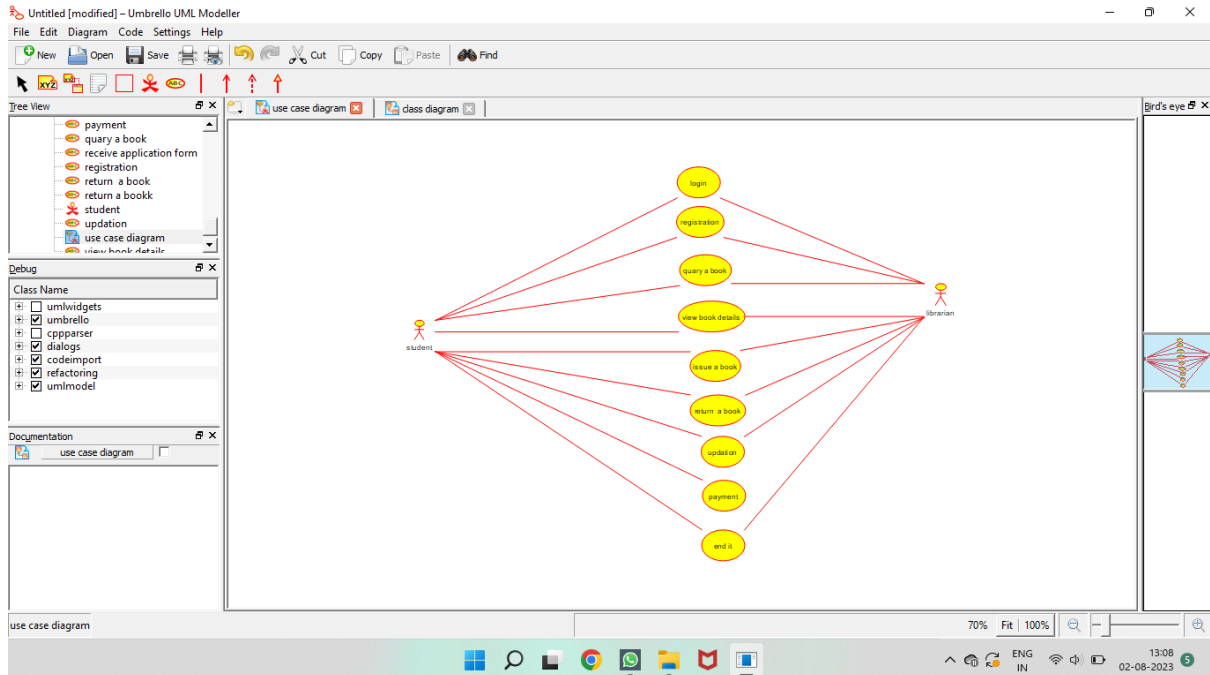 Untitled [modified] – Umbrello UML Modeller
File Edit Diagram Code Settings Help
New Open Save Cut Copy Paste Find
XYZ ABC
Tree View
use case diagram
class diagram
Bird's eye
payment
quary a book
receive application form
registration
return a book
return a bookk
student
updation
use case diagram
view book details
Debug
Class Name
umlwidgets
umbrello
cppparser
dialogs
codeimport
refactoring
umlmodel
Documentation
use case diagram
login
registration
quary a book
view book details
issue a book
return a book
updation
payment
end it
student
librarian
use case diagram
70% Fit 100%
ENG
IN
13:08
02-08-2023
5